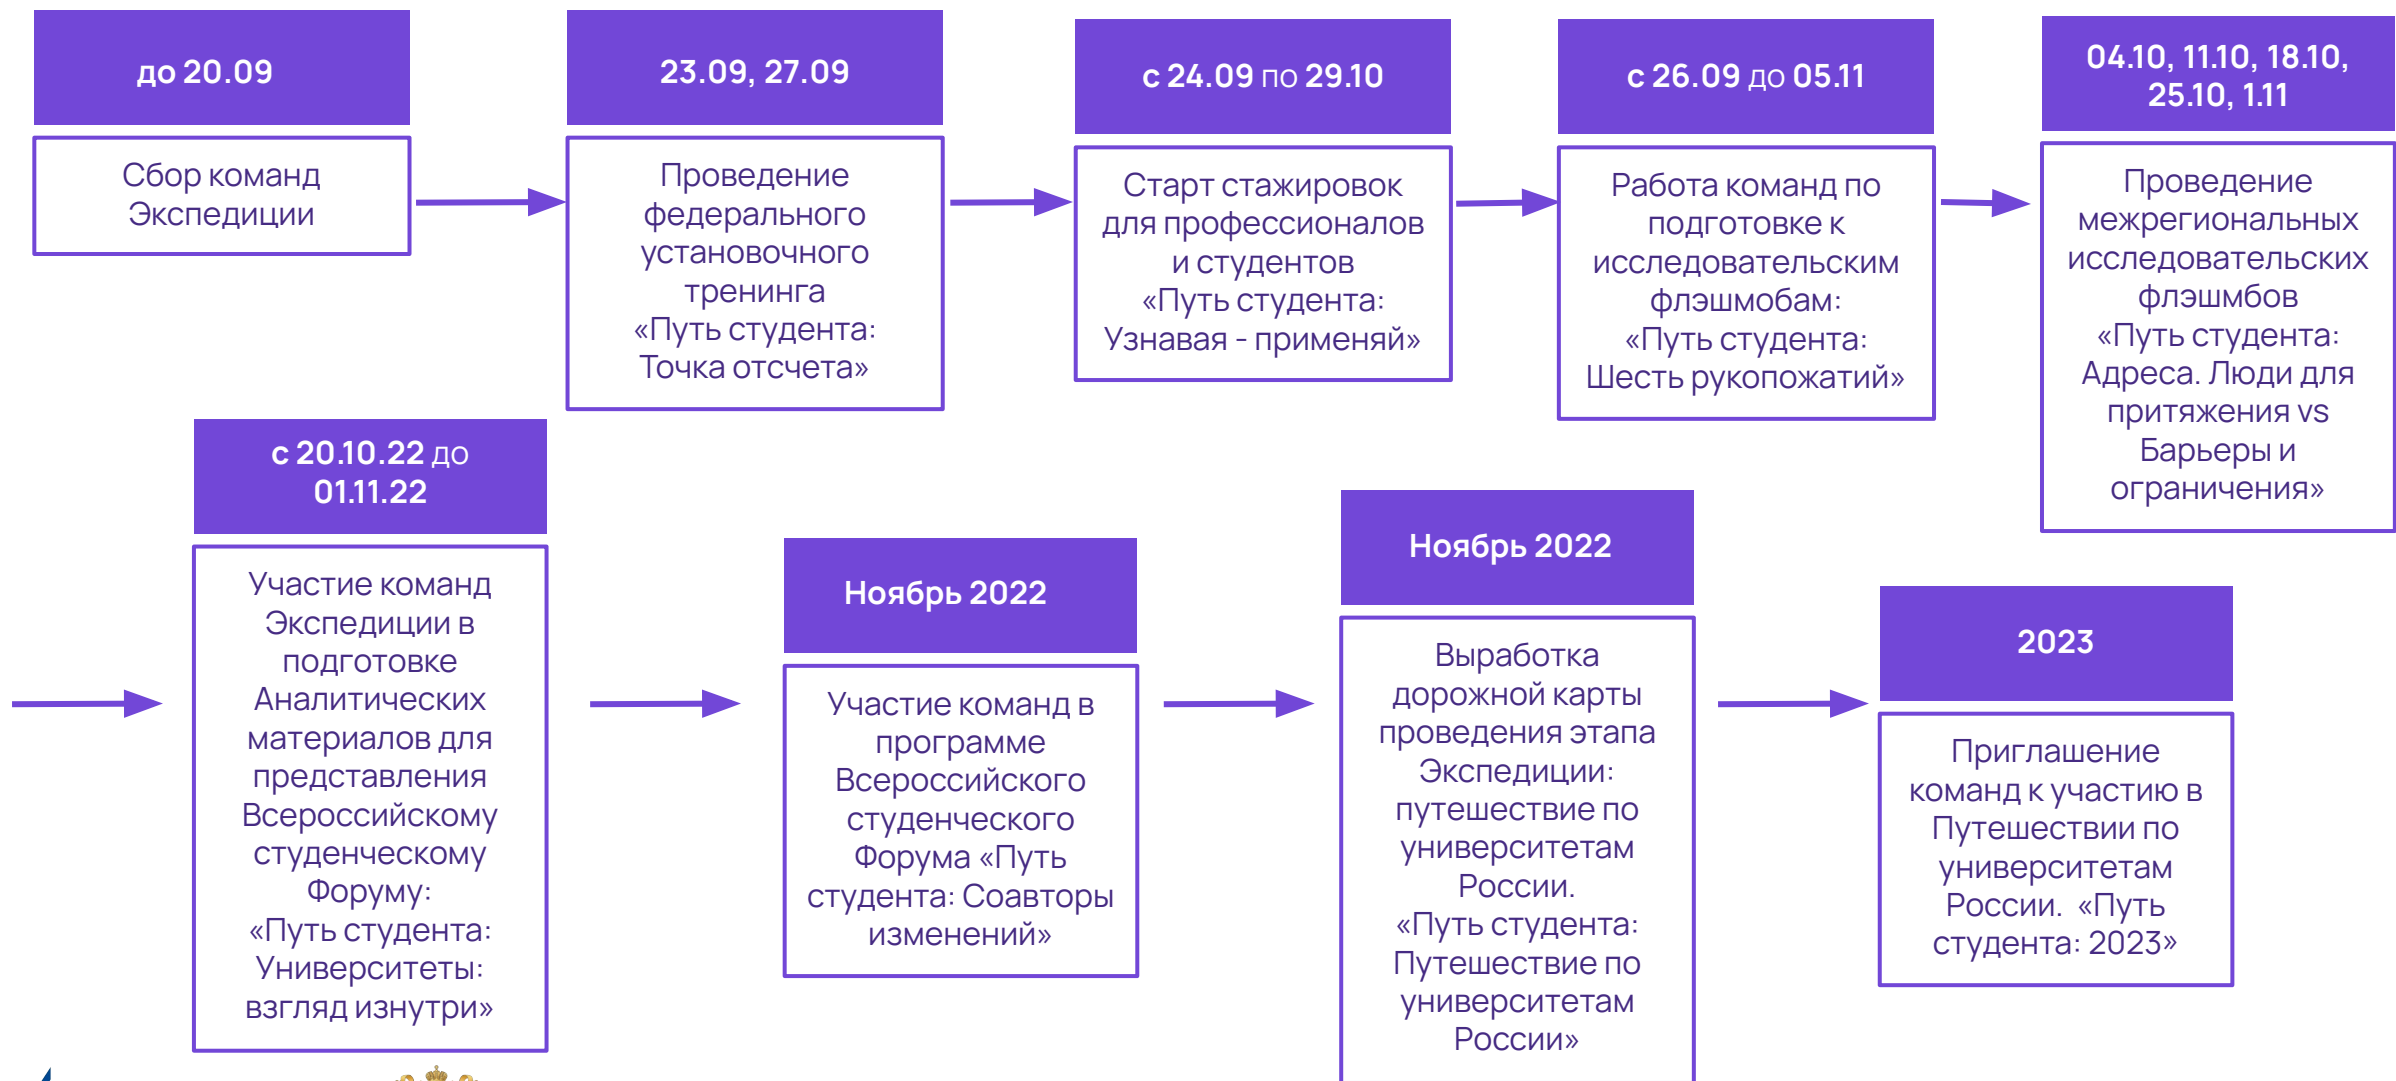 до 20.09
Сбор команд
Экспедиции
23.09, 27.09
Проведение
федерального
установочного
тренинга
«Путь студента:
Точка отсчета»
с 24.09 по 29.10
Старт стажировок
для профессионалов
и студентов
«Путь студента:
Узнавая - применяй»
с 26.09 до 05.11
Работа команд по
подготовке к
исследовательским
флэшмобам:
«Путь студента:
Шесть рукопожатий»
04.10, 11.10, 18.10,
25.10, 1.11
Проведение
межрегиональных
исследовательских
флэшмбов
«Путь студента:
Адреса. Люди для
притяжения vs
Барьеры и
ограничения»
с 20.10.22 до
01.11.22
Участие команд
Экспедиции в
подготовке
Аналитических
материалов для
представления
Всероссийскому
студенческому
Форуму:
«Путь студента:
Университеты:
взгляд изнутри»
Ноябрь 2022
Участие команд в
программе
Всероссийского
студенческого
Форума «Путь
студента: Соавторы
изменений»
Ноябрь 2022
Выработка
дорожной карты
проведения этапа
Экспедиции:
путешествие по
университетам
России.
«Путь студента:
Путешествие по
университетам
России»
2023
Приглашение
команд к участию в
Путешествии по
университетам
России. «Путь
студента: 2023»